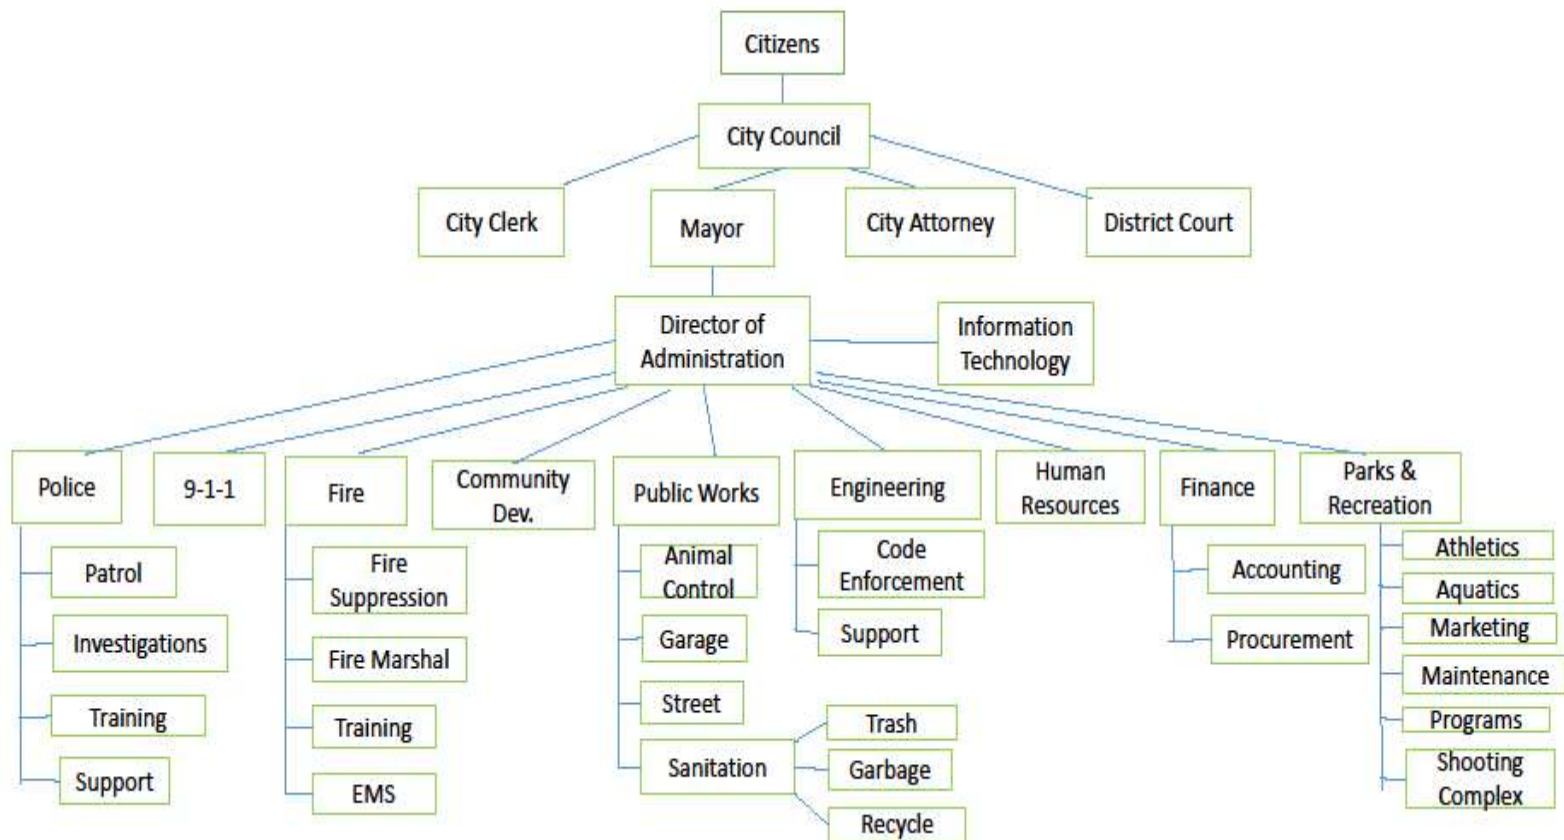 Citizens
City Council
City Clerk
Mayor
City Attorney
District Court
Director of
Administration
Information
Technology
Police
9-1-1
Fire
Community
Dev.
Public Works
Engineering
Human
Resources
Finance
Parks &
Recreation
Patrol
Investigations
Training
Support
Fire
Suppression
Fire Marshal
Training
EMS
Animal
Control
Garage
Street
Sanitation
Trash
Garbage
Recycle
Code
Enforcement
Support
Accounting
Procurement
Athletics
Aquatics
Marketing
Maintenance
Programs
Shooting
Complex